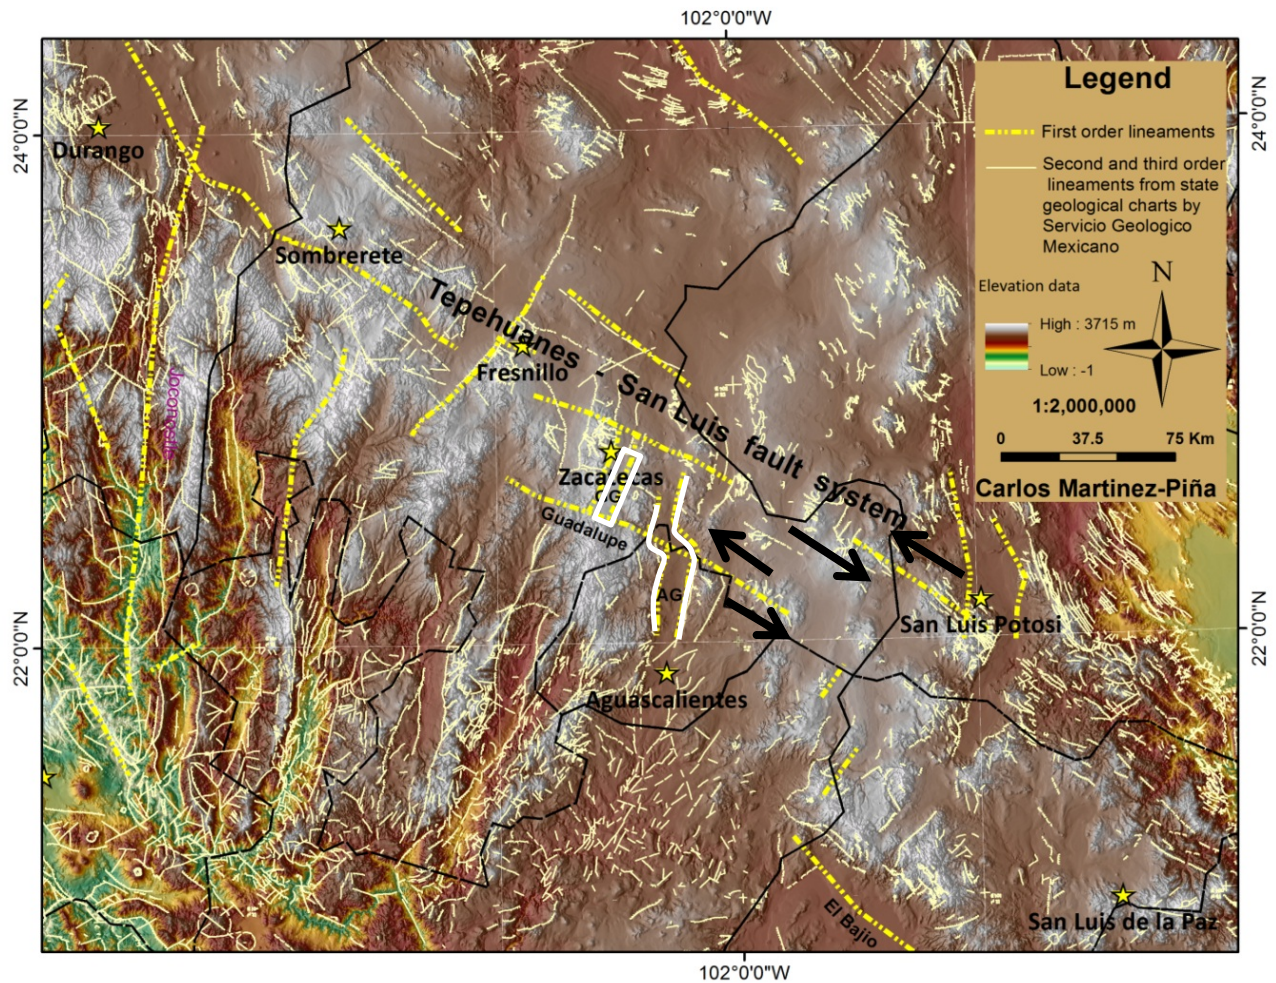 102°0'0"W
24°0'0"N
24°0'0"N
Legend
First order lineaments
Second and third order
lineaments from state
geological charts by
Servicio Geologico
Mexicano
N
Elevation data
High : 3715 m
Low : -1
1:2,000,000
0 37.5 75 Km
Carlos Martinez-Piña
Durango
Sombrerete
Tepehuanes - San Luis fault system
Fresnillo
Zacatecas
GG
Guadalupe
AG
San Luis Potosi
22°0'0"N
22°0'0"N
Aguascalientes
El Bajio
San Luis de la Paz
102°0'0"W